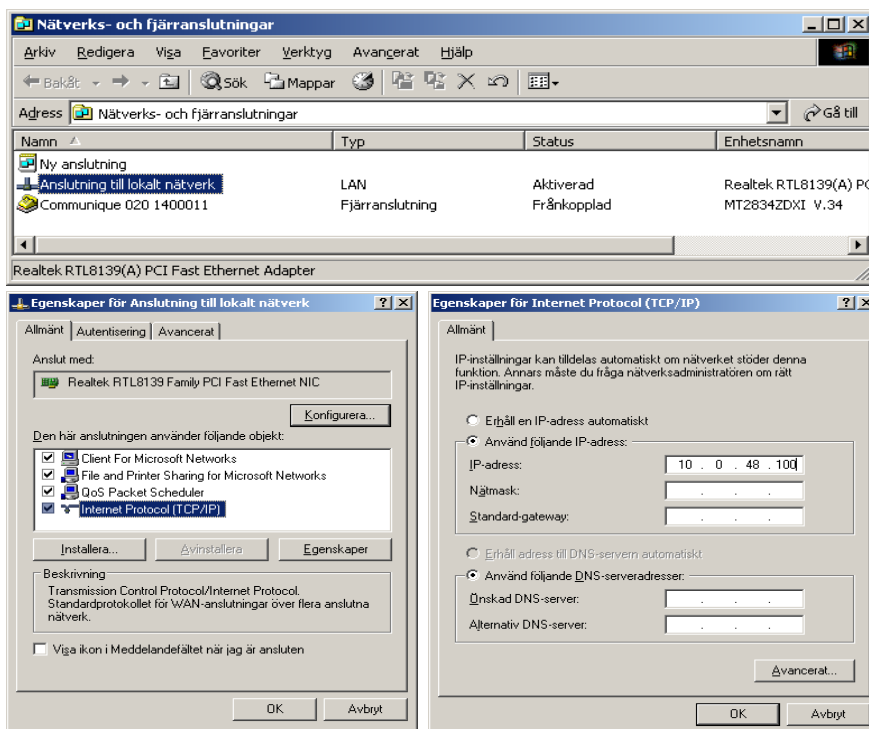 Nätverks- och fjärranslutningar
Arkiv Redigera Visa Favoriter Verktyg Avancerat Hjälp
Bakåt Sök Mappar
Adress Nätverks- och fjärranslutningar Gå till
Namn Typ Status Enhetsnamn
Ny anslutning
Anslutning till lokalt nätverk LAN Aktiverad Realtek RTL8139(A) PC
Communique 020 1400011 Fjärranslutning Frånkopplad MT2834ZDXI V.34
Realtek RTL8139(A) PCI Fast Ethernet Adapter
Egenskaper för Anslutning till lokalt nätverk
Allmänt Autentisering Avancerat
Anslut med:
Realtek RTL8139 Family PCI Fast Ethernet NIC
Konfigurera...
Den här anslutningen använder följande objekt:
Client For Microsoft Networks
File and Printer Sharing for Microsoft Networks
QoS Packet Scheduler
Internet Protocol (TCP/IP)
Installera... Avinstallera Egenskaper
Beskrivning
Transmission Control Protocol/Internet Protocol.
Standardprotokollet för WAN-anslutningar över flera anslutna
nätverk.
Visa ikon i Meddelandefältet när jag är ansluten
OK Avbryt
Egenskaper för Internet Protocol (TCP/IP)
Allmänt
IP-inställningar kan tilldelas automatiskt om nätverket stöder denna
funktion. Annars måste du fråga nätverksadministratören om rätt
IP-inställningar.
Erhåll en IP-adress automatiskt
Använd följande IP-adress:
IP-adress: 10 . 0 . 48 . 100
Nätmask: . . .
Standard-gateway: . . .
Erhåll adress till DNS-servern automatiskt
Använd följande DNS-serveradresser:
Önskad DNS-server: . . .
Alternativ DNS-server: . . .
Avancerat...
OK Avbryt